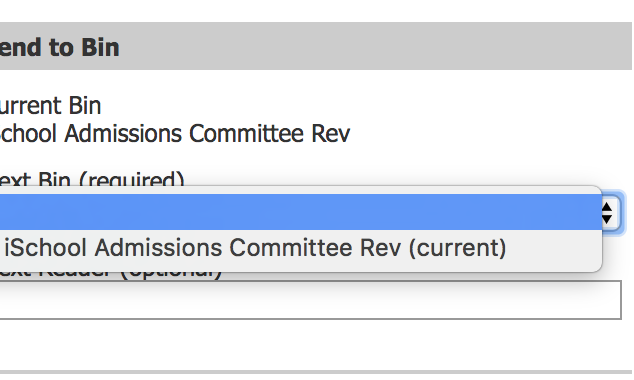 end to Bin
urrent Bin
School Admissions Committee Rev
ext Bin (required)
iSchool Admissions Committee Rev (current)
ext Reader (optional)